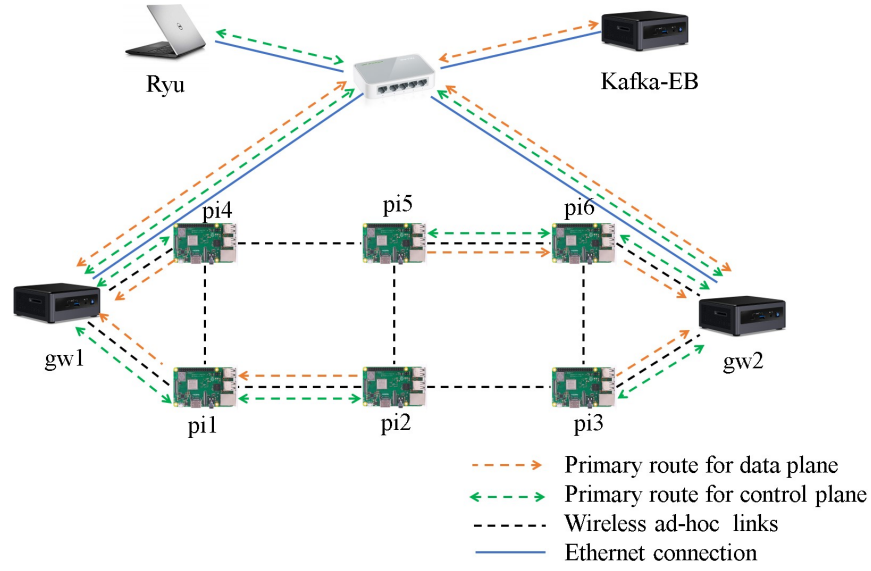 Ryu
Kafka-EB
pi4
pi5
pi6
gw1
gw2
pi1
pi2
pi3
Primary route for data plane
Primary route for control plane
Wireless ad-hoc links
Ethernet connection